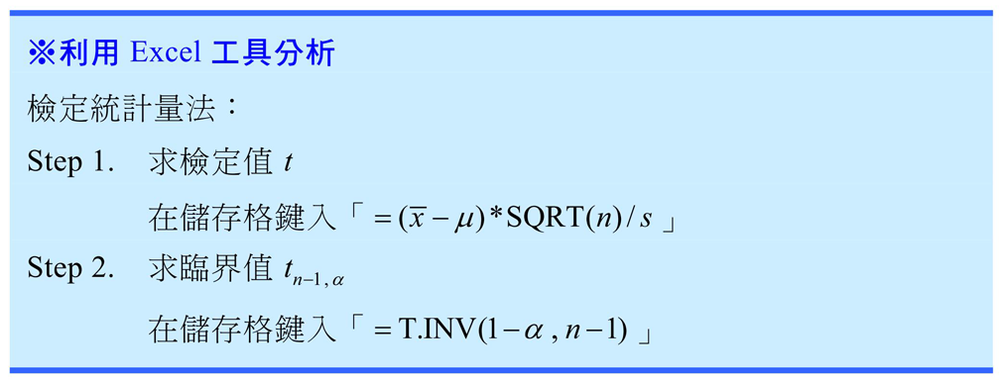 ※利用 Excel 工具分析
檢定統計量法：
Step 1. 求檢定值 t
在儲存格鍵入「=(x̅−μ)*SQRT(n)/s」
Step 2. 求臨界值 tₙ₋₁,α
在儲存格鍵入「=T.INV(1−α, n−1)」